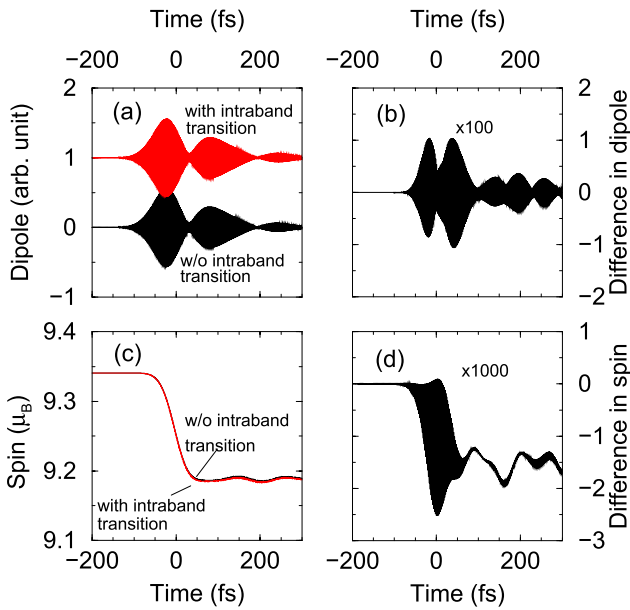 Time (fs)
Time (fs)
−200
0
200
−200
0
200
2
1
0
−1
Dipole (arb. unit)
(a)
with intraband
transition
w/o intraband
transition
(b)
x100
2
1
0
−1
−2
Difference in dipole
9.4
9.3
9.2
9.1
Spin (μB)
(c)
w/o intraband
transition
with intraband
transition
(d)
x1000
1
0
−1
−2
−3
Difference in spin
−200
0
200
−200
0
200
Time (fs)
Time (fs)